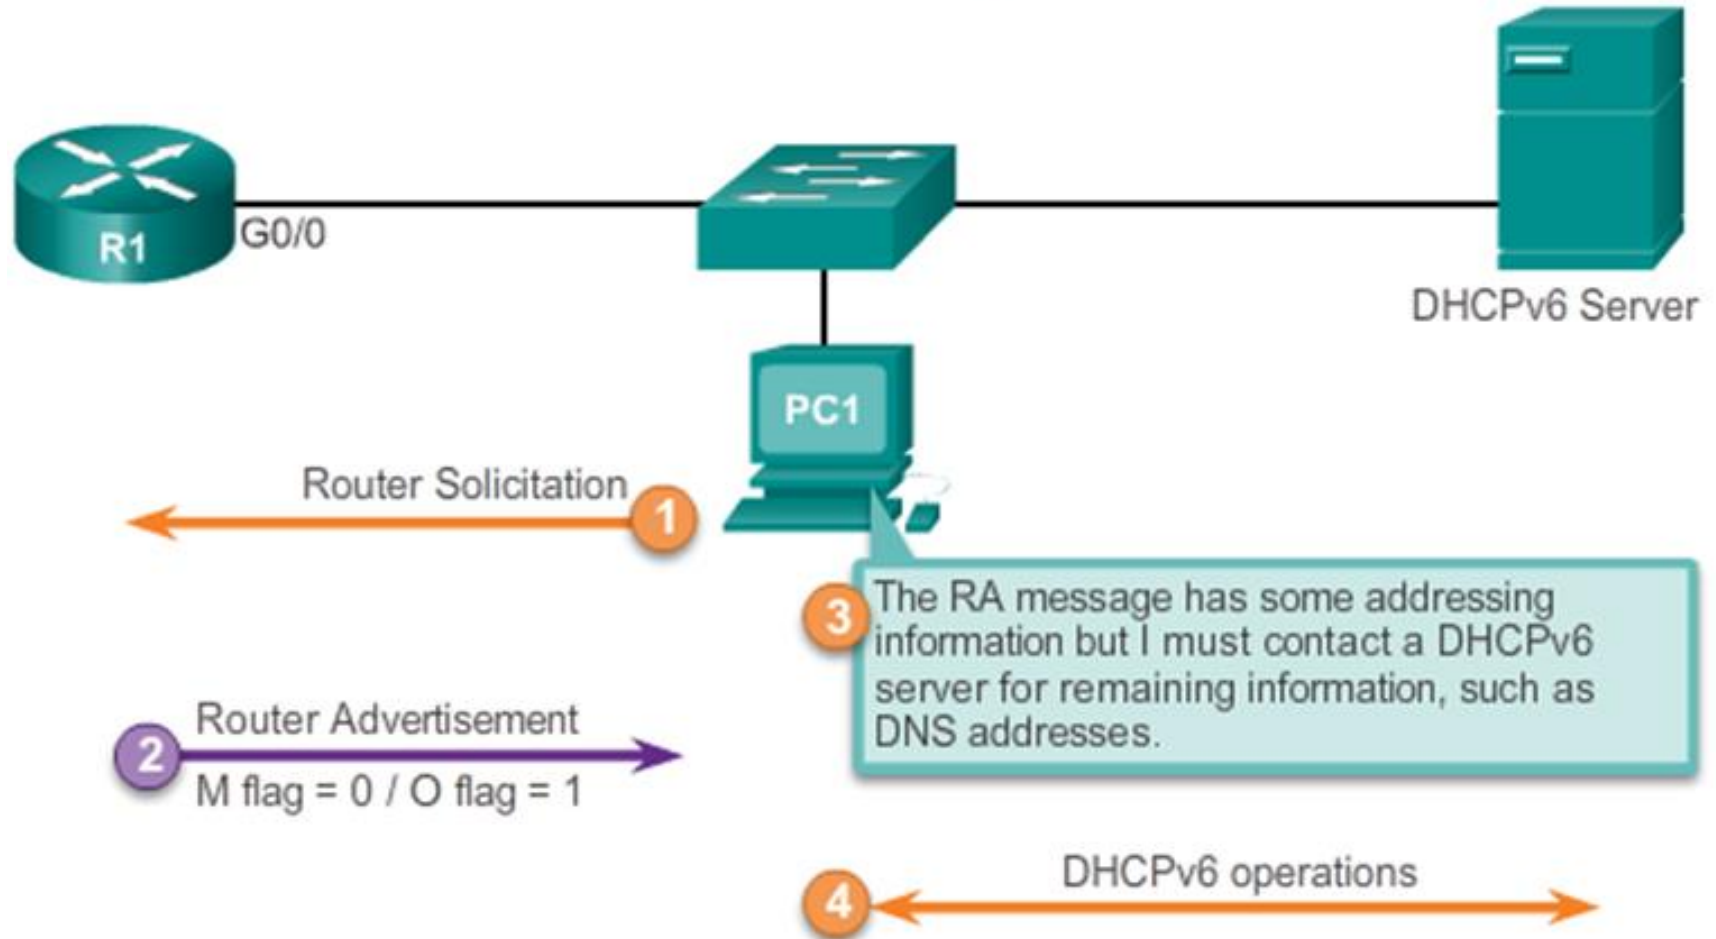 R1
G0/0
DHCPv6 Server
PC1
Router Solicitation
1
3
The RA message has some addressing
information but I must contact a DHCPv6
server for remaining information, such as
DNS addresses.
Router Advertisement
2
M flag = 0 / O flag = 1
DHCPv6 operations
4